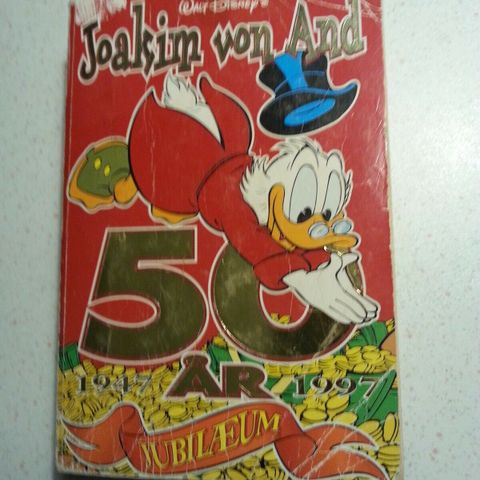 WALT DISNEY'S
Joakim von And
50
1947 ÅR 1997
JUBILÆUM